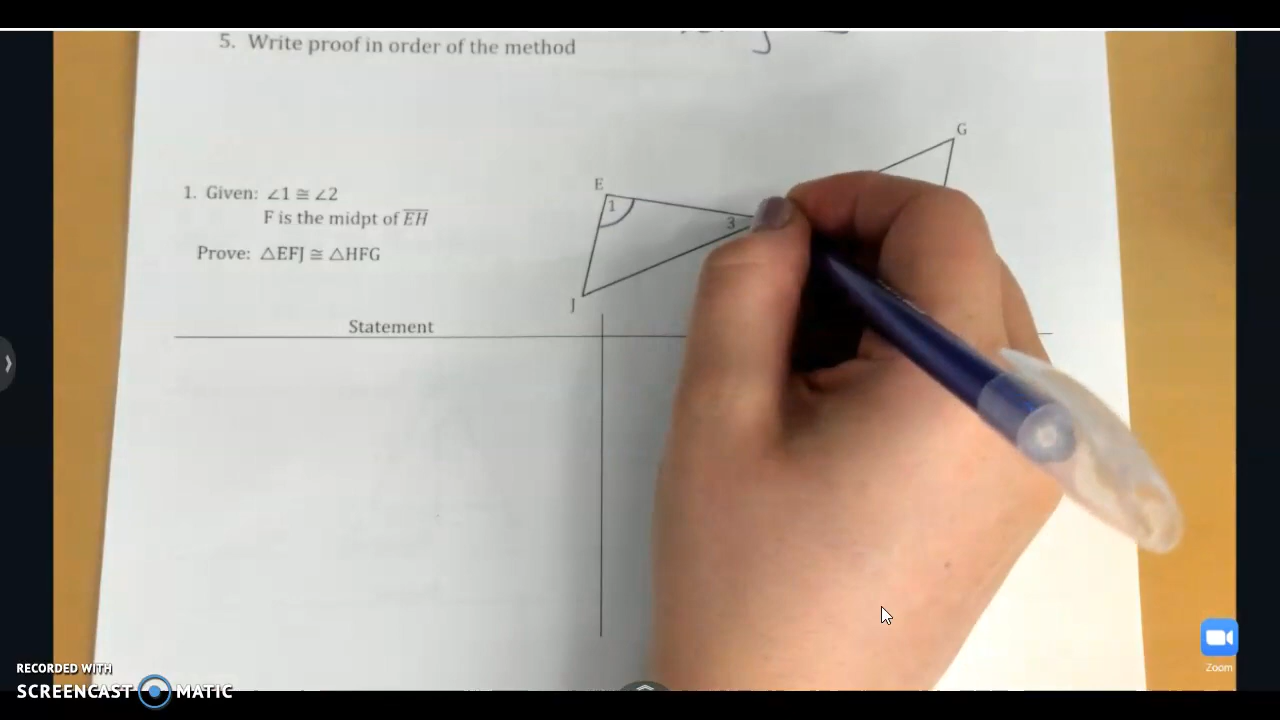 5. Write proof in order of the method
G
E
1. Given: ∠1 ≅ ∠2
1
F is the midpt of EH
3
Prove: △EFJ ≅ △HFG
J
Statement
Zoom
RECORDED WITH
SCREENCAST MATIC